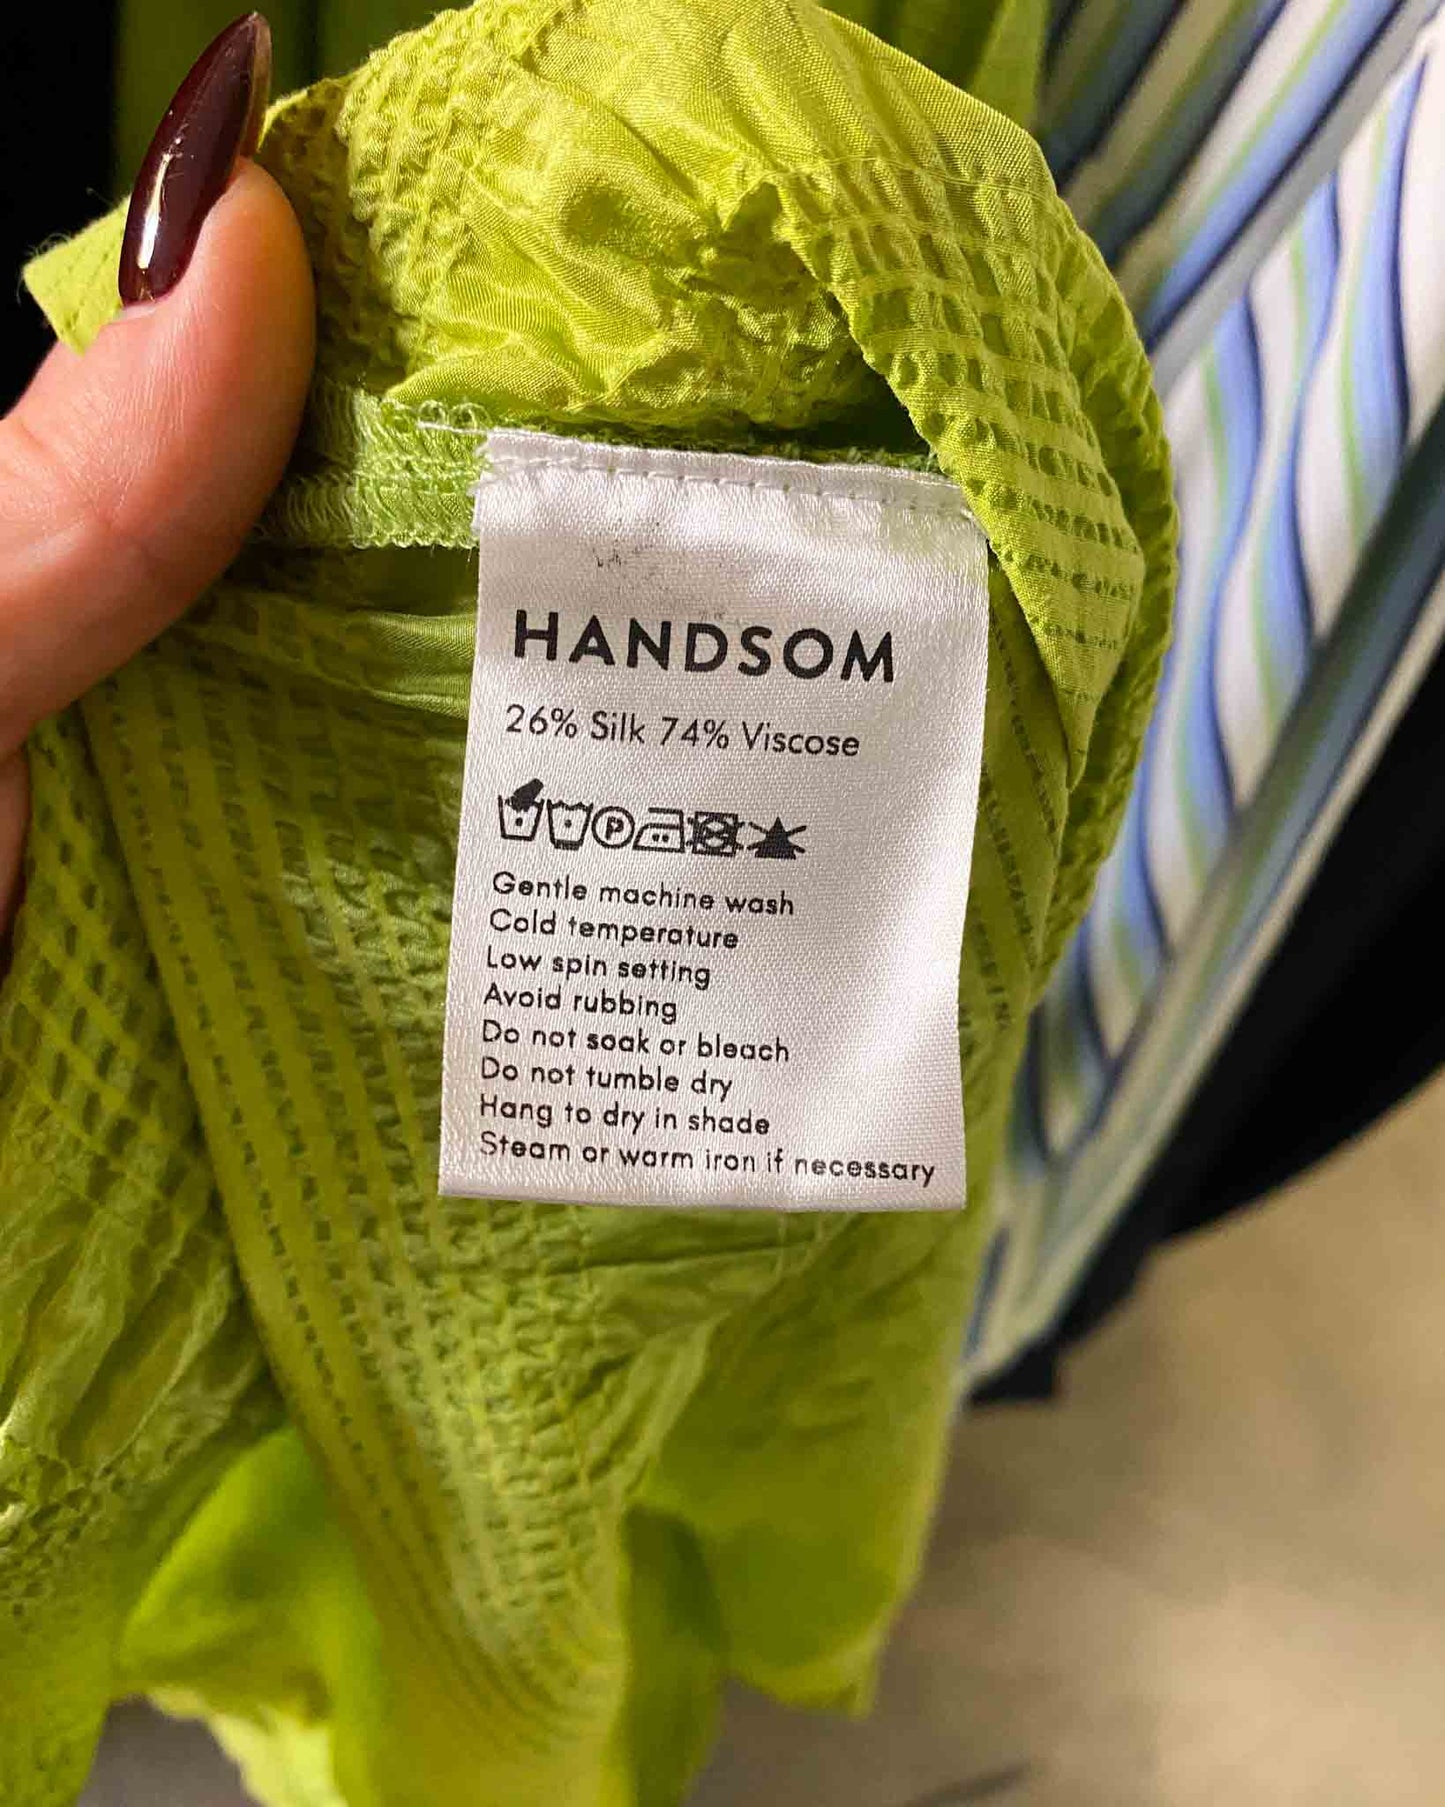 HANDSOM
26% Silk 74% Viscose
P
Gentle machine wash
Cold temperature
Low spin setting
Avoid rubbing
Do not soak or bleach
Do not tumble dry
Hang to dry in shade
Steam or warm iron if necessary